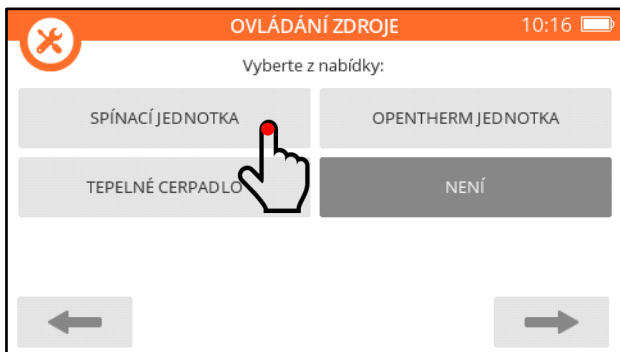 OVLÁDÁNÍ ZDROJE 10:16
Vyberte z nabídky:
SPÍNACÍ JEDNOTKA OPENTHERM JEDNOTKA
TEPELNÉ CERPADLO NENÍ